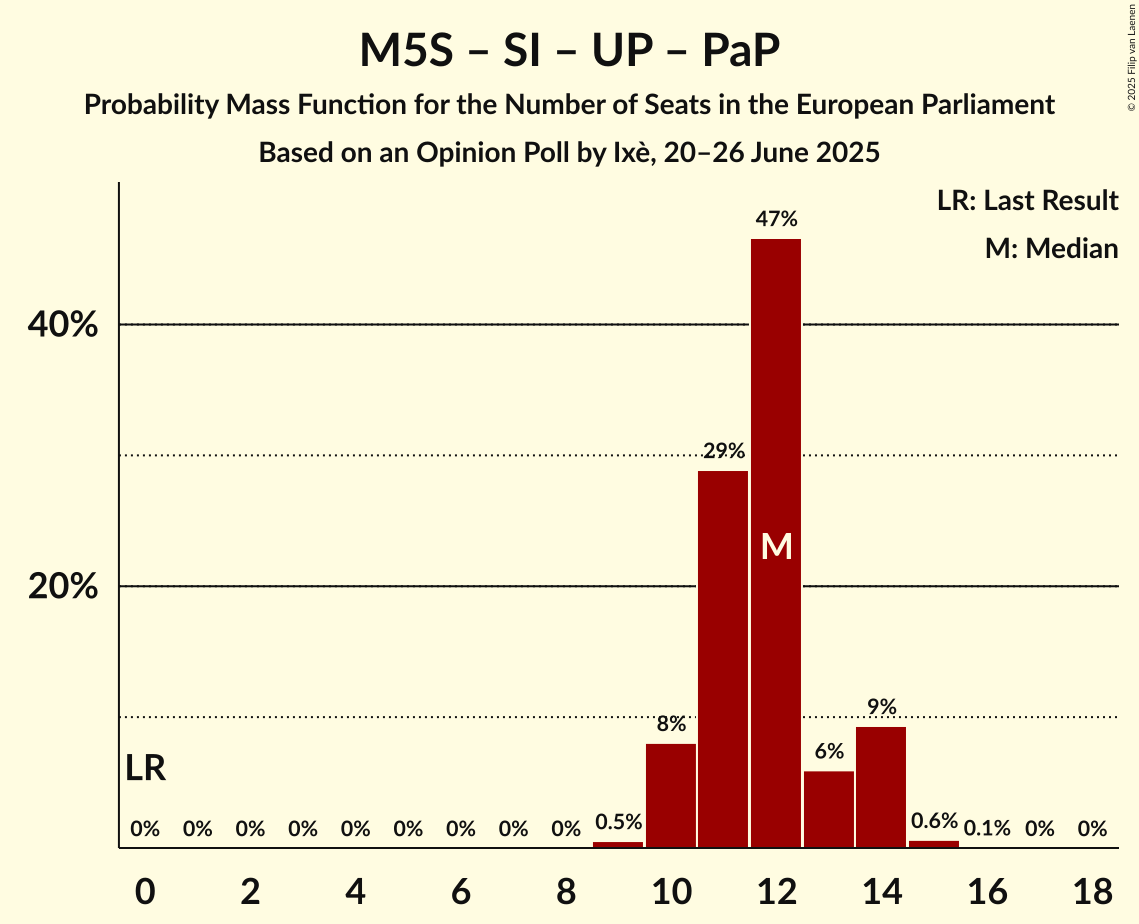 M5S – SI – UP – PaP
Probability Mass Function for the Number of Seats in the European Parliament
Based on an Opinion Poll by Ixè, 20–26 June 2025
© 2025 Filip van Laenen
LR: Last Result
M: Median
47%
40%
29%
M
20%
9%
8%
6%
LR
0% 0% 0% 0% 0% 0% 0% 0% 0% 0.5% 0.6% 0.1% 0% 0%
0 2 4 6 8 10 12 14 16 18